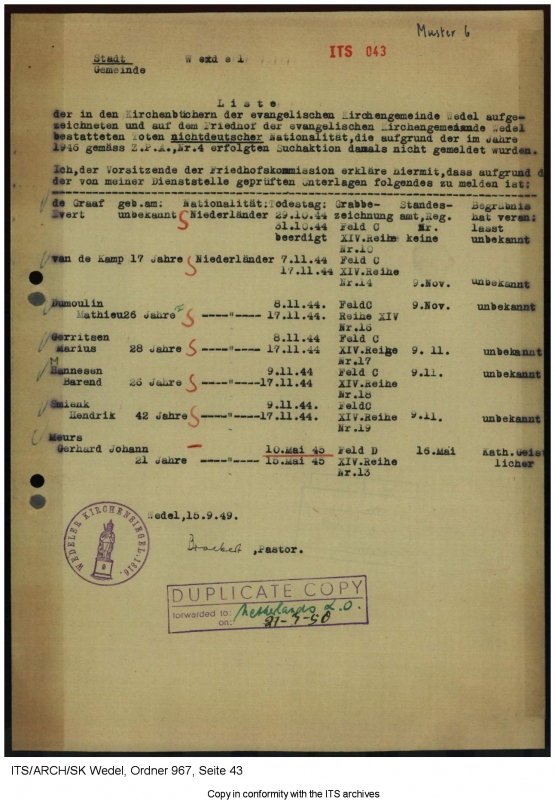 Muster 6
ITS 043
Stadt Wedel
Gemeinde
Liste
der in den Kirchenbüchern der evangelischen Kirchengemeinde Wedel aufge-
zeichneten und auf dem Friedhof der evangelischen Kirchengemeinde Wedel
bestatteten Toten nichtdeutscher Nationalität, die aufgrund der im Jahre
1946 gemäss Z.P.A., Nr.4 erfolgten Suchaktion damals nicht gemeldet wurden.
Ich, der Vorsitzende der Friedhofskommission erkläre hiermit, dass aufgrund d
der von meiner Dienststelle geprüften Unterlagen folgendes zu melden ist:
de Graaf geb.am: Nationalität: Todestag: Grabbe- Standes- Begräbnis
Evert unbekannt S Niederländer 29.10.44 zeichnung amt, Reg. hat veran:
31.10.44 Feld C Nr. lasst
beerdigt XIV.Reihe keine unbekannt
Nr.10
van de Kamp 17 Jahre S Niederländer 7.11.44 Feld C
17.11.44 XIV.Reihe
Nr.14 9.Nov. unbekannt
Dumoulin 8.11.44. FeldC 9.Nov. unbekannt
Mathieu 26 Jahre S ----"---- 17.11.44. Reihe XIV
Nr.16
Gerritsen 8.11.44 Feld C
Marius 28 Jahre S ----"---- 17.11.44 XIV.Reihe 9. 11. unbekannt
Nr.17
M
Hannesen 9.11.44 Feld C 9.11. unbekannt
Barend 26 Jahre S ----"---- 17.11.44 XIV.Reihe
Nr.18
Smienk 9.11.44. FeldC
Hendrik 42 Jahre S ----"---- 17.11.44. XIV.Reihe 9.11. unbekannt
Nr.19
Meurs
Gerhard Johann 10.Mai 45 Feld D 16.Mai Kath.Geist
21 Jahre ----"---- 15.Mai 45 XIV.Reihe licher
Nr.13
Wedel, 15.9.49.
, Pastor.
WEDELER KIRCHENSIEGEL.1816.
DUPLICATE COPY
forwarded to: Netherlands L.O.
on: 21-7-50
ITS/ARCH/SK Wedel, Ordner 967, Seite 43
Copy in conformity with the ITS archives